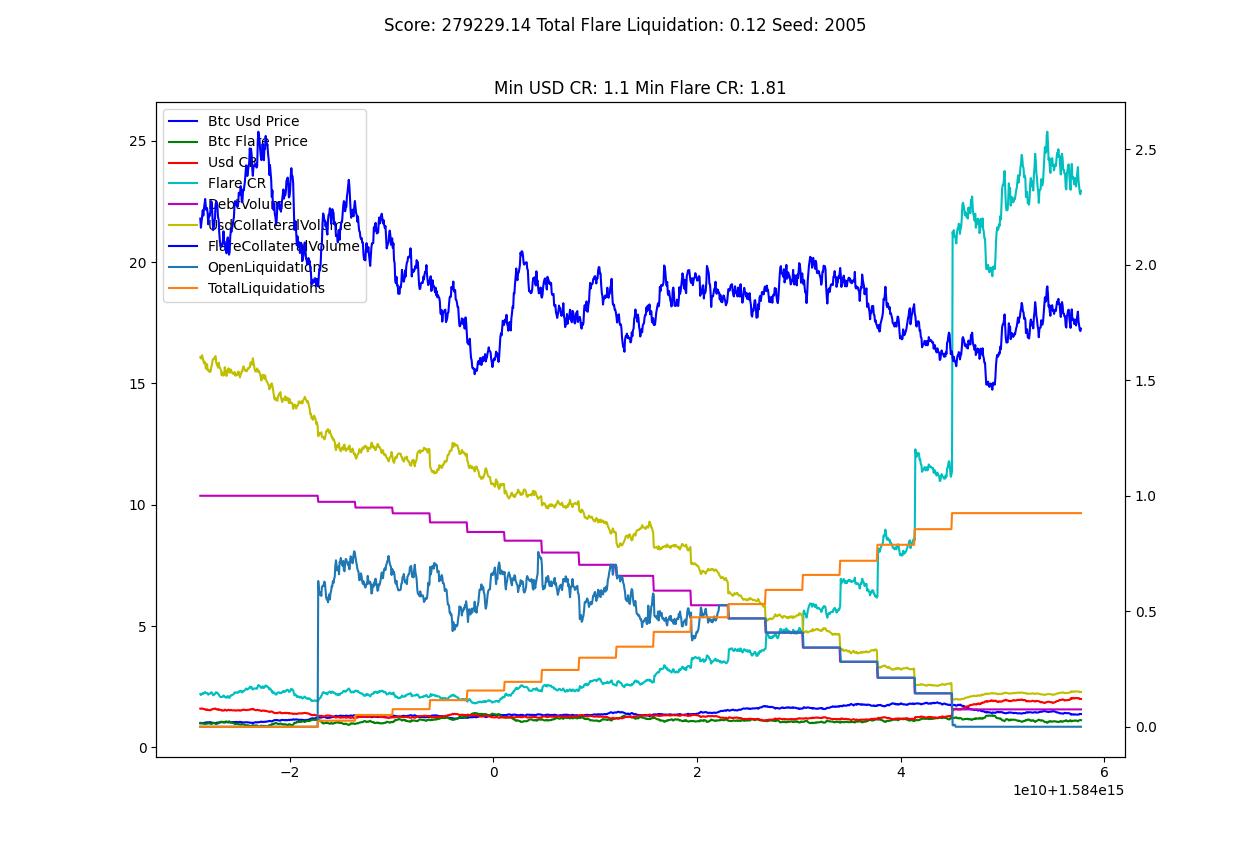 Score: 279229.14 Total Flare Liquidation: 0.12 Seed: 2005
Min USD CR: 1.1 Min Flare CR: 1.81
Btc Usd Price
Btc Flare Price
Usd CR
Flare CR
DebtVolume
UsdCollateralVolume
FlareCollateralVolume
OpenLiquidations
TotalLiquidations
25
20
15
10
5
0
2.5
2.0
1.5
1.0
0.5
0.0
−2
0
2
4
6
1e10+1.584e15